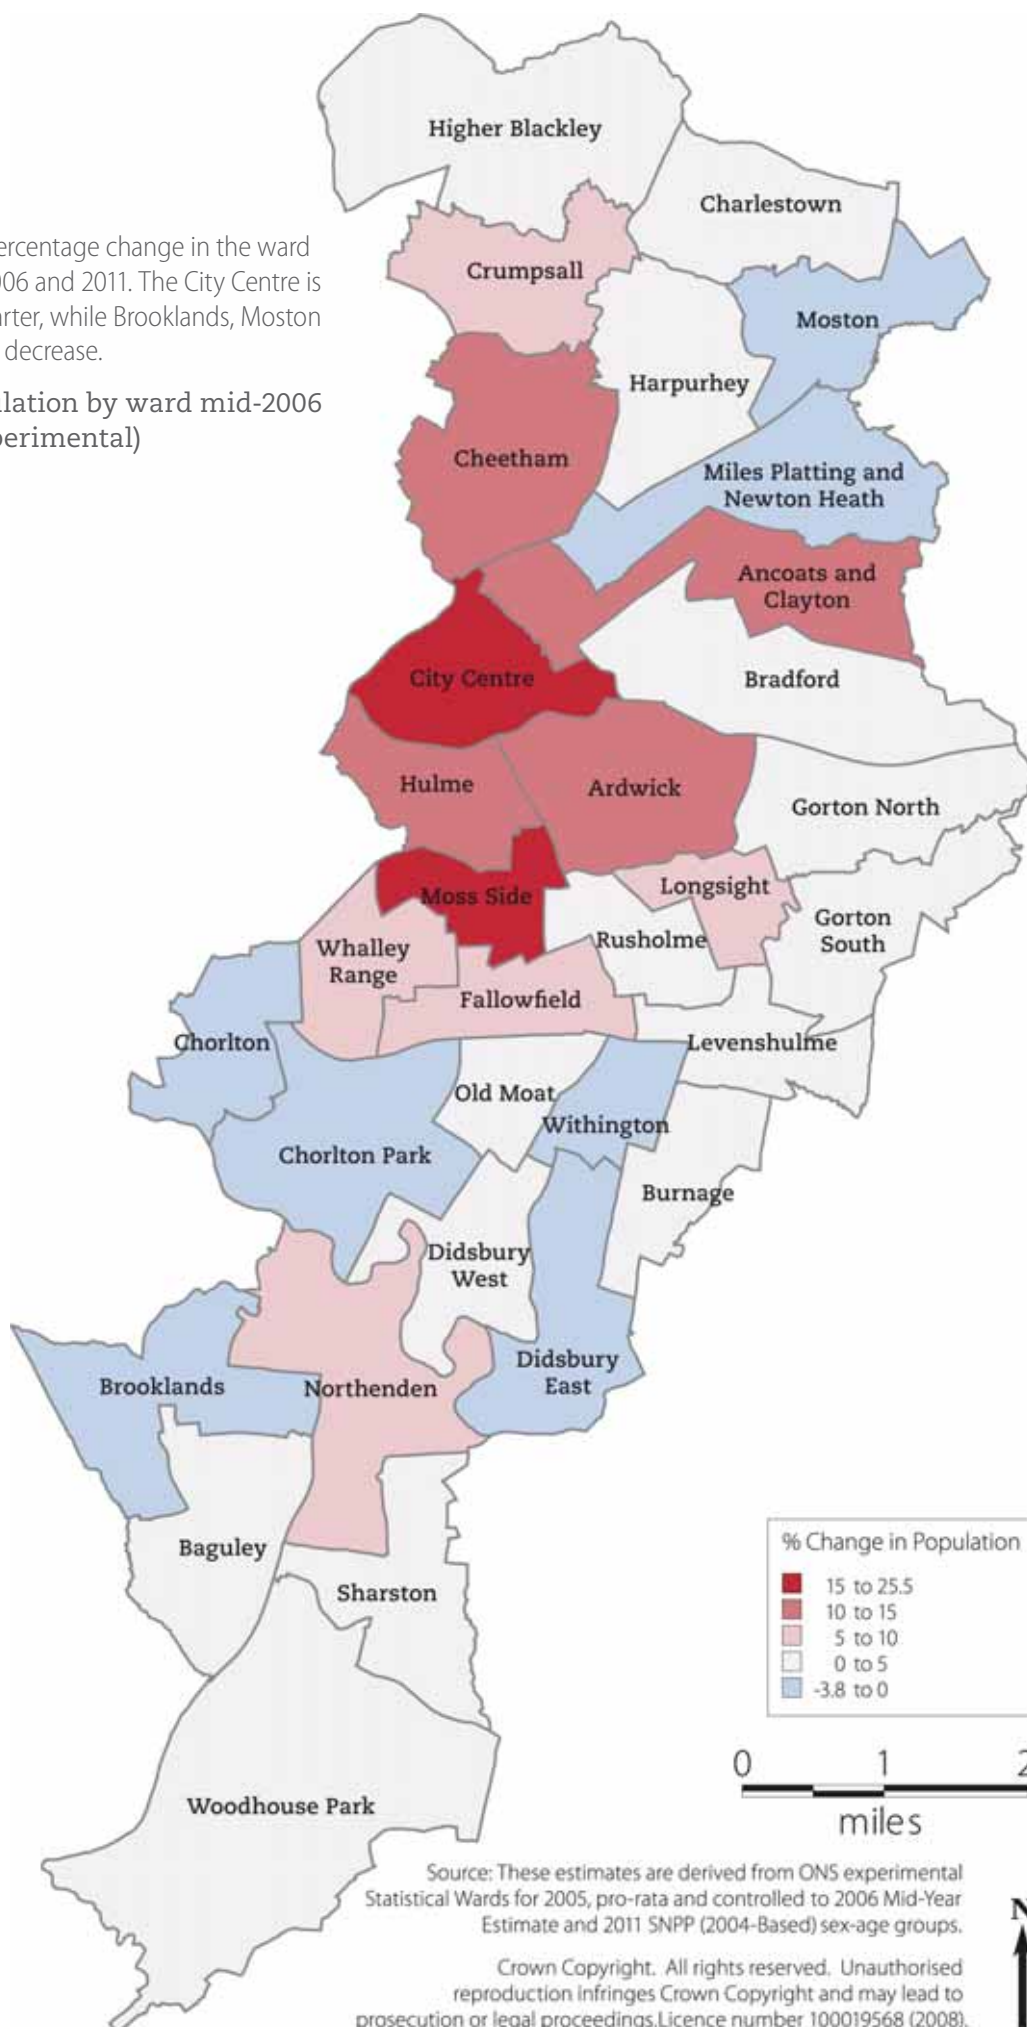 Higher Blackley
Charlestown
ercentage change in the ward
006 and 2011. The City Centre is
arter, while Brooklands, Moston
decrease.
ulation by ward mid-2006
perimental)
Crumpsall
Moston
Harpurhey
Cheetham
Miles Platting and
Newton Heath
Ancoats and
Clayton
City Centre
Bradford
Hulme
Ardwick
Gorton North
Longsight
Moss Side
Gorton
South
Rusholme
Whalley
Range
Fallowfield
Chorlton
Levenshulme
Old Moat
Withington
Chorlton Park
Burnage
Didsbury
West
Didsbury
East
Brooklands
Northenden
Baguley
Sharston
Woodhouse Park
% Change in Population
15 to 25.5
10 to 15
5 to 10
0 to 5
-3.8 to 0
0 1 2
miles
Source: These estimates are derived from ONS experimental
Statistical Wards for 2005, pro-rata and controlled to 2006 Mid-Year
Estimate and 2011 SNPP (2004-Based) sex-age groups.
N
Crown Copyright. All rights reserved. Unauthorised
reproduction infringes Crown Copyright and may lead to
prosecution or legal proceedings.Licence number 100019568 (2008).